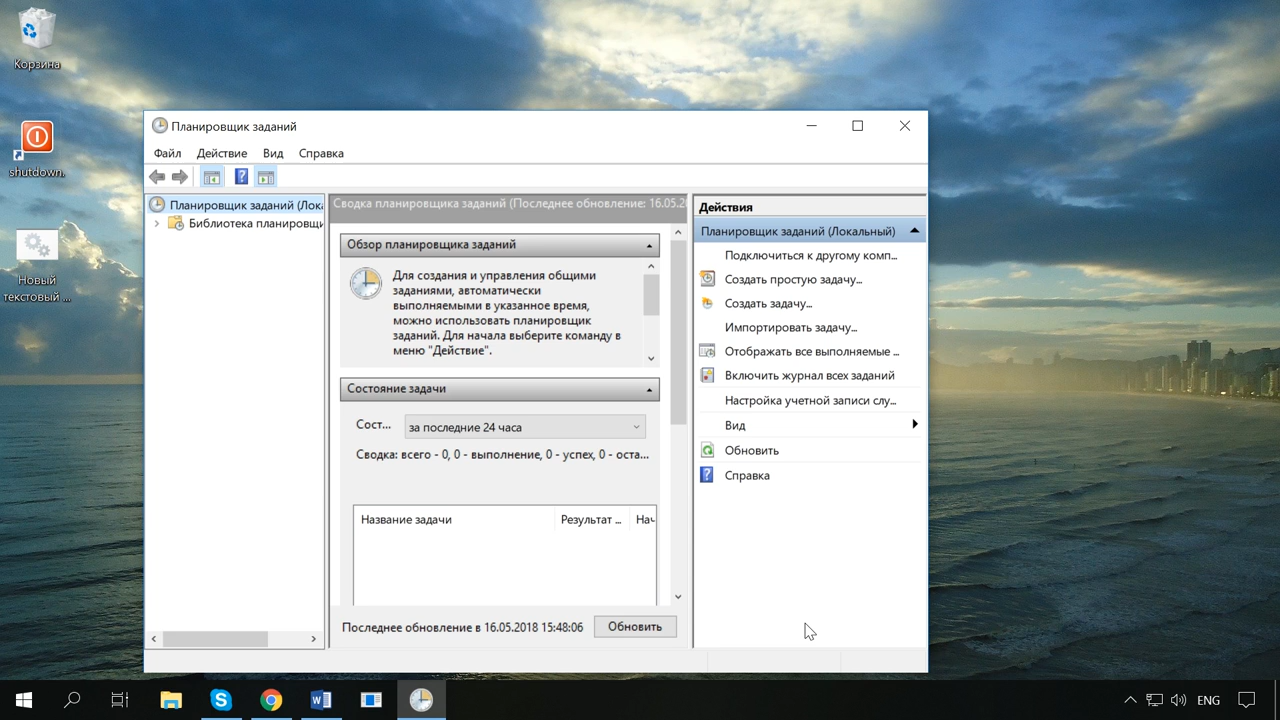 Корзина
shutdown.
Новый
текстовый ...
Планировщик заданий
Файл Действие Вид Справка
Планировщик заданий (Лока
Библиотека планировщи
Сводка планировщика заданий (Последнее обновление: 16.05.20
Обзор планировщика заданий
Для создания и управления общими
заданиями, автоматически
выполняемыми в указанное время,
можно использовать планировщик
заданий. Для начала выберите команду в
меню "Действие".
Состояние задачи
Сост... за последние 24 часа
Сводка: всего - 0, 0 - выполнение, 0 - успех, 0 - оста...
Название задачи Результат ... Нач
Последнее обновление в 16.05.2018 15:48:06 Обновить
Действия
Планировщик заданий (Локальный)
Подключиться к другому комп...
Создать простую задачу...
Создать задачу...
Импортировать задачу...
Отображать все выполняемые ...
Включить журнал всех заданий
Настройка учетной записи слу...
Вид
Обновить
Справка
ENG